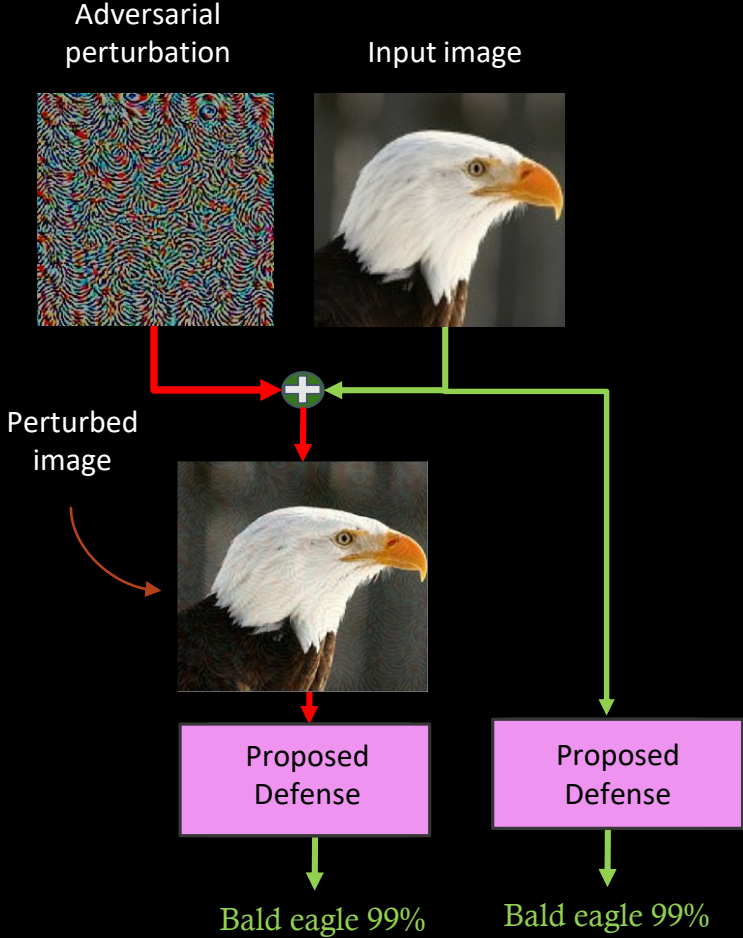 Adversarial
perturbation
Input image
Perturbed
image
Proposed
Defense
Proposed
Defense
Bald eagle 99%
Bald eagle 99%